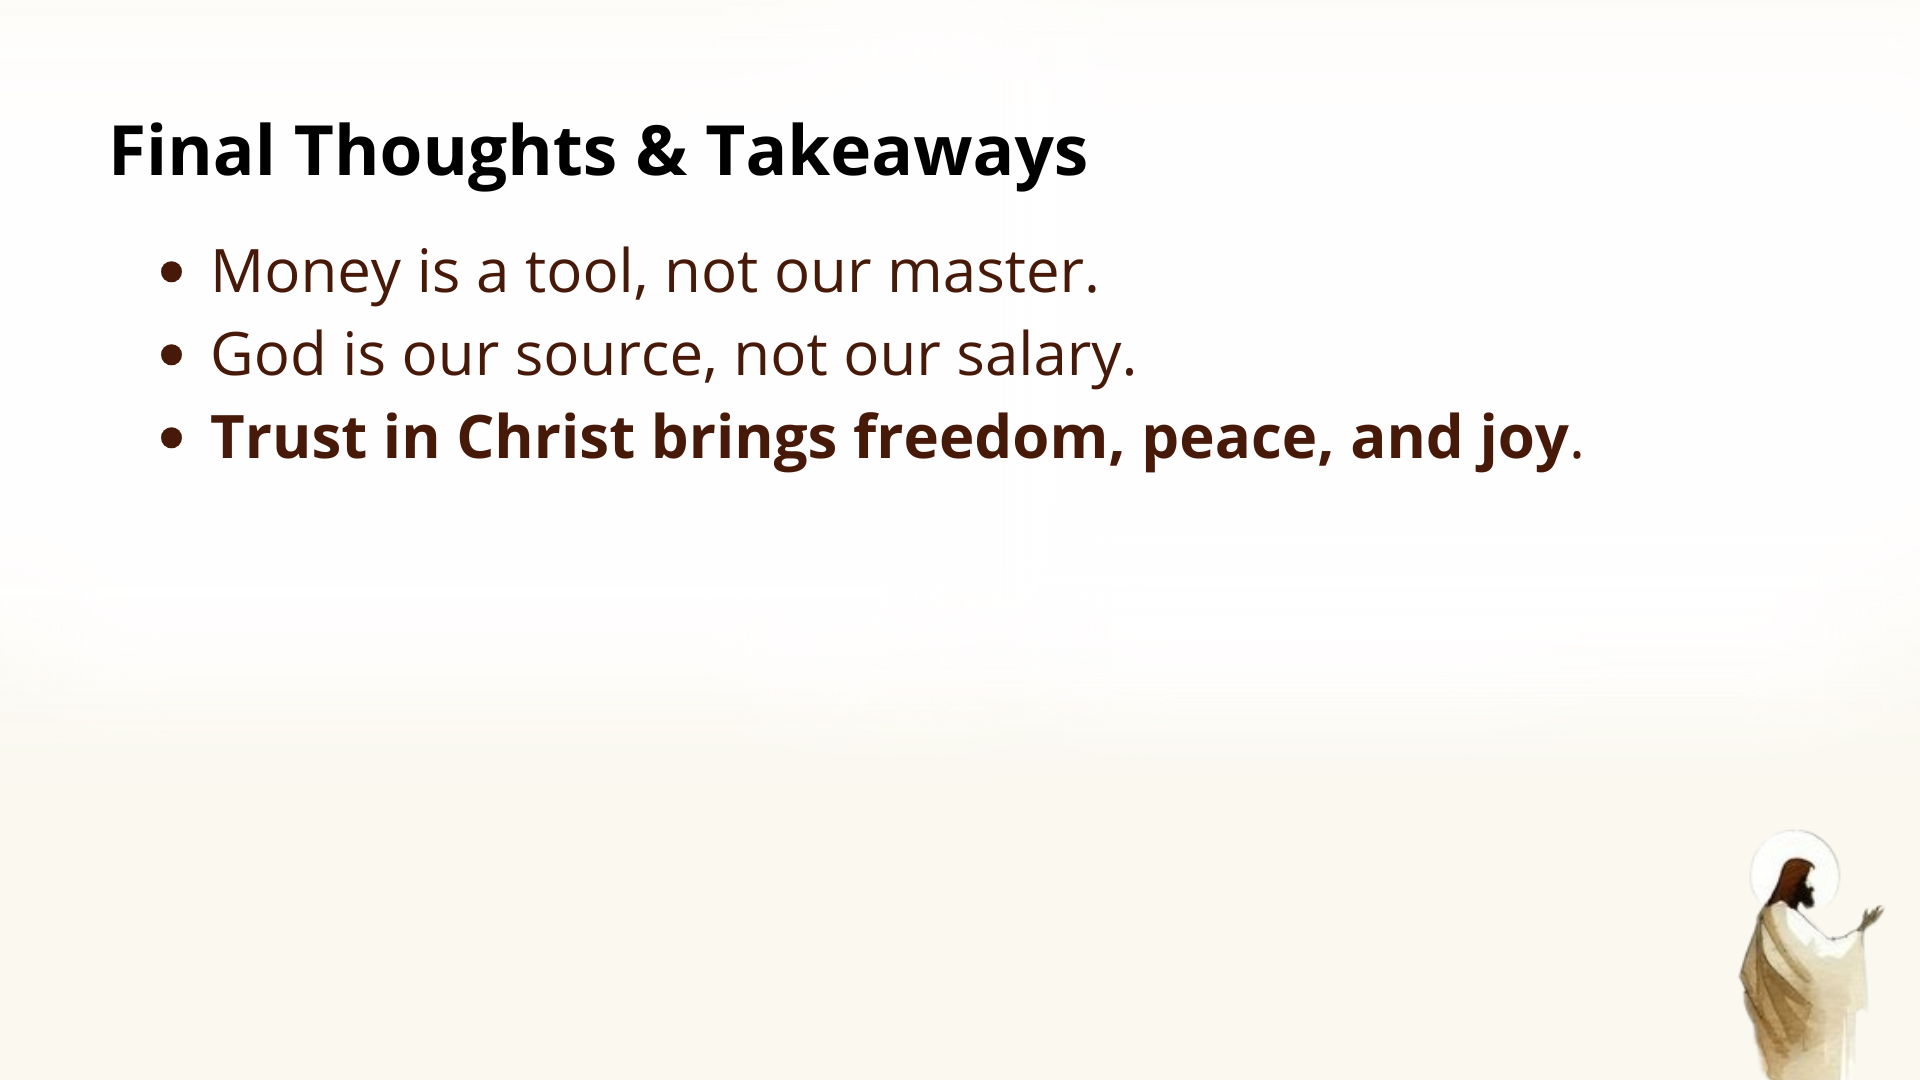 Final Thoughts & Takeaways
• Money is a tool, not our master.
• God is our source, not our salary.
• Trust in Christ brings freedom, peace, and joy.